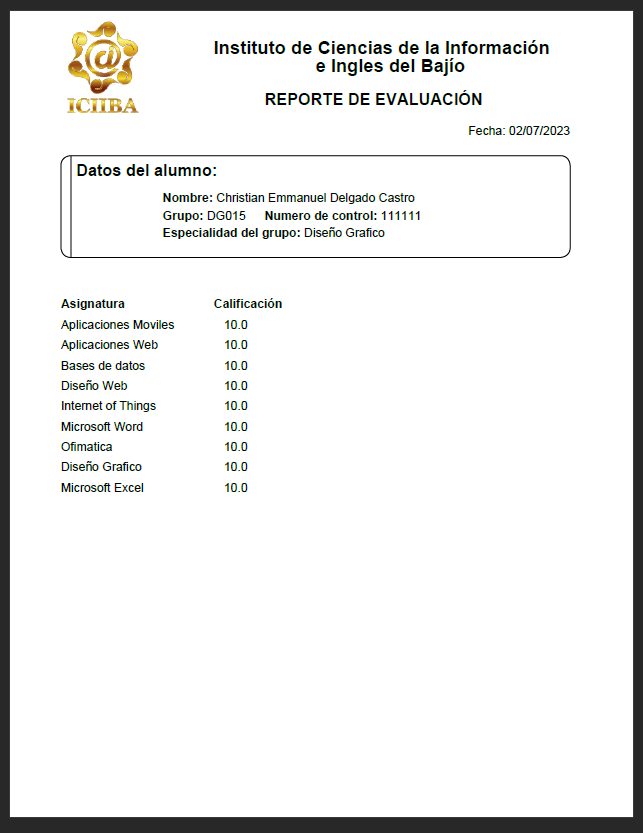 @
ICIIBA
Instituto de Ciencias de la Información
e Ingles del Bajío
REPORTE DE EVALUACIÓN
Fecha: 02/07/2023
Datos del alumno:
Nombre: Christian Emmanuel Delgado Castro
Grupo: DG015 Numero de control: 111111
Especialidad del grupo: Diseño Grafico
Asignatura Calificación
Aplicaciones Moviles 10.0
Aplicaciones Web 10.0
Bases de datos 10.0
Diseño Web 10.0
Internet of Things 10.0
Microsoft Word 10.0
Ofimatica 10.0
Diseño Grafico 10.0
Microsoft Excel 10.0